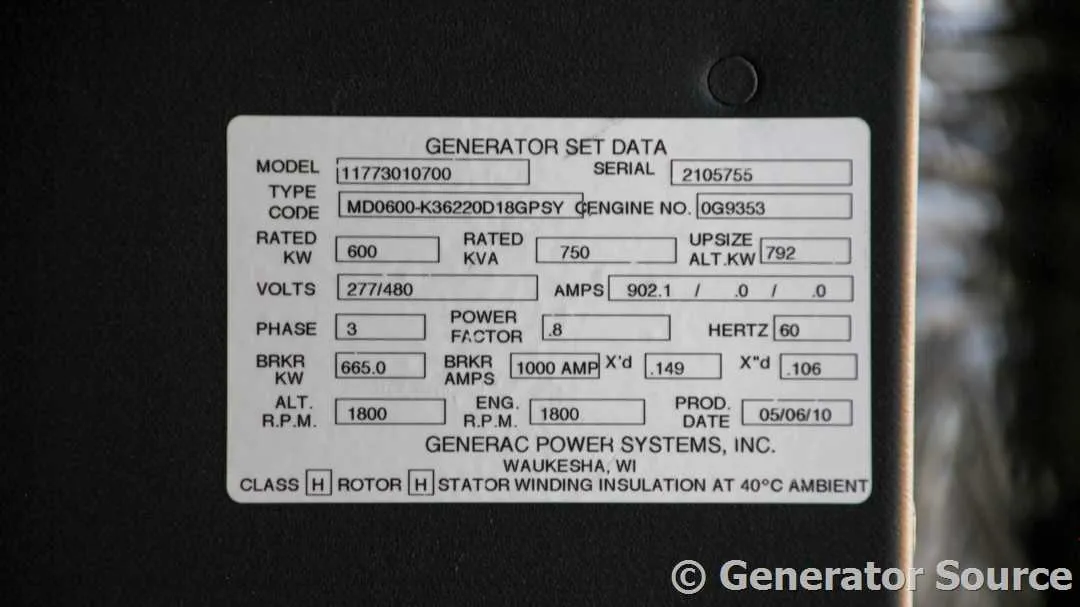 GENERATOR SET DATA
MODEL 11773010700 SERIAL 2105755
TYPE CODE MD0600-K36220D18GPSY C ENGINE NO. 0G9353
RATED KW 600 RATED KVA 750 UPSIZE ALT.KW 792
VOLTS 277/480 AMPS 902.1 / .0 / .0
PHASE 3 POWER FACTOR .8 HERTZ 60
BRKR KW 665.0 BRKR AMPS 1000 AMP X'd .149 X"d .106
ALT. R.P.M. 1800 ENG. R.P.M. 1800 PROD. DATE 05/06/10
GENERAC POWER SYSTEMS, INC.
WAUKESHA, WI
CLASS H ROTOR H STATOR WINDING INSULATION AT 40°C AMBIENT
© Generator Source